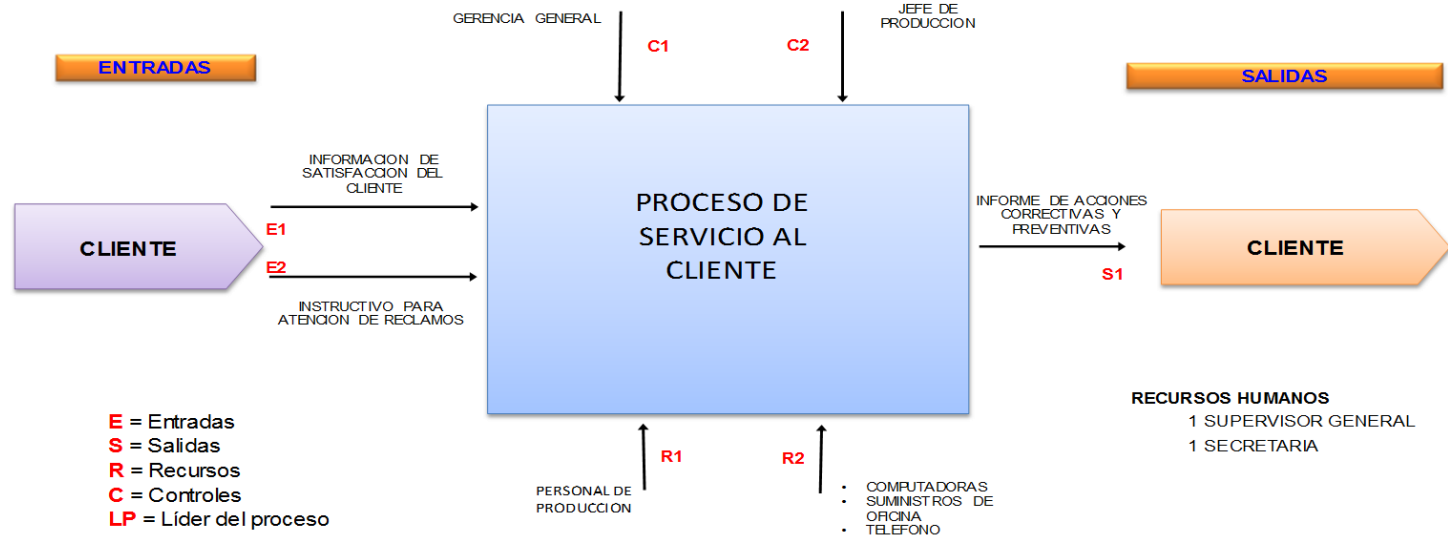 GERENCIA GENERAL
C1
JEFE DE
PRODUCCION
C2
ENTRADAS
SALIDAS
INFORMACION DE
SATISFACCION DEL
CLIENTE
CLIENTE
E1
E2
INSTRUCTIVO PARA
ATENCION DE RECLAMOS
PROCESO DE
SERVICIO AL
CLIENTE
INFORME DE ACCIONES
CORRECTIVAS Y
PREVENTIVAS
S1
CLIENTE
E = Entradas
S = Salidas
R = Recursos
C = Controles
LP = Líder del proceso
R1
PERSONAL DE
PRODUCCION
R2
• COMPUTADORAS
• SUMINISTROS DE
OFICINA
• TELEFONO
RECURSOS HUMANOS
1 SUPERVISOR GENERAL
1 SECRETARIA